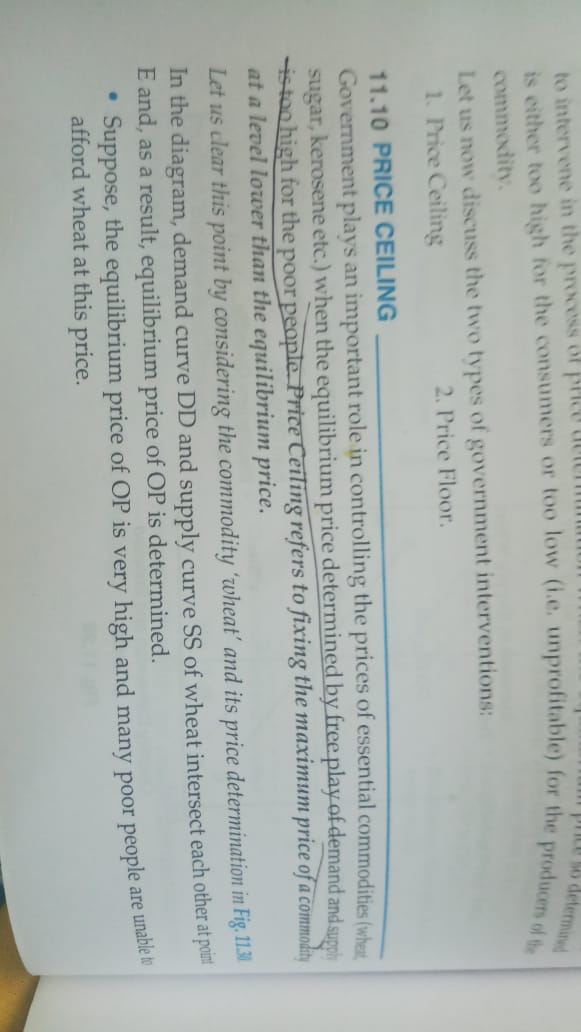 to intervene in the process of price
is either too high for the consumers or too low (i.e. unprofitable) for the producers of the
commodity.
Let us now discuss the two types of government interventions:
1. Price Ceiling 2. Price Floor.
11.10 PRICE CEILING
Government plays an important role in controlling the prices of essential commodities (wheat,
sugar, kerosene etc.) when the equilibrium price determined by free play of demand and supply
is too high for the poor people. Price Ceiling refers to fixing the maximum price of a commodity
at a level lower than the equilibrium price.
Let us clear this point by considering the commodity 'wheat' and its price determination in Fig. 11.30
In the diagram, demand curve DD and supply curve SS of wheat intersect each other at point
E and, as a result, equilibrium price of OP is determined.
• Suppose, the equilibrium price of OP is very high and many poor people are unable to
afford wheat at this price.